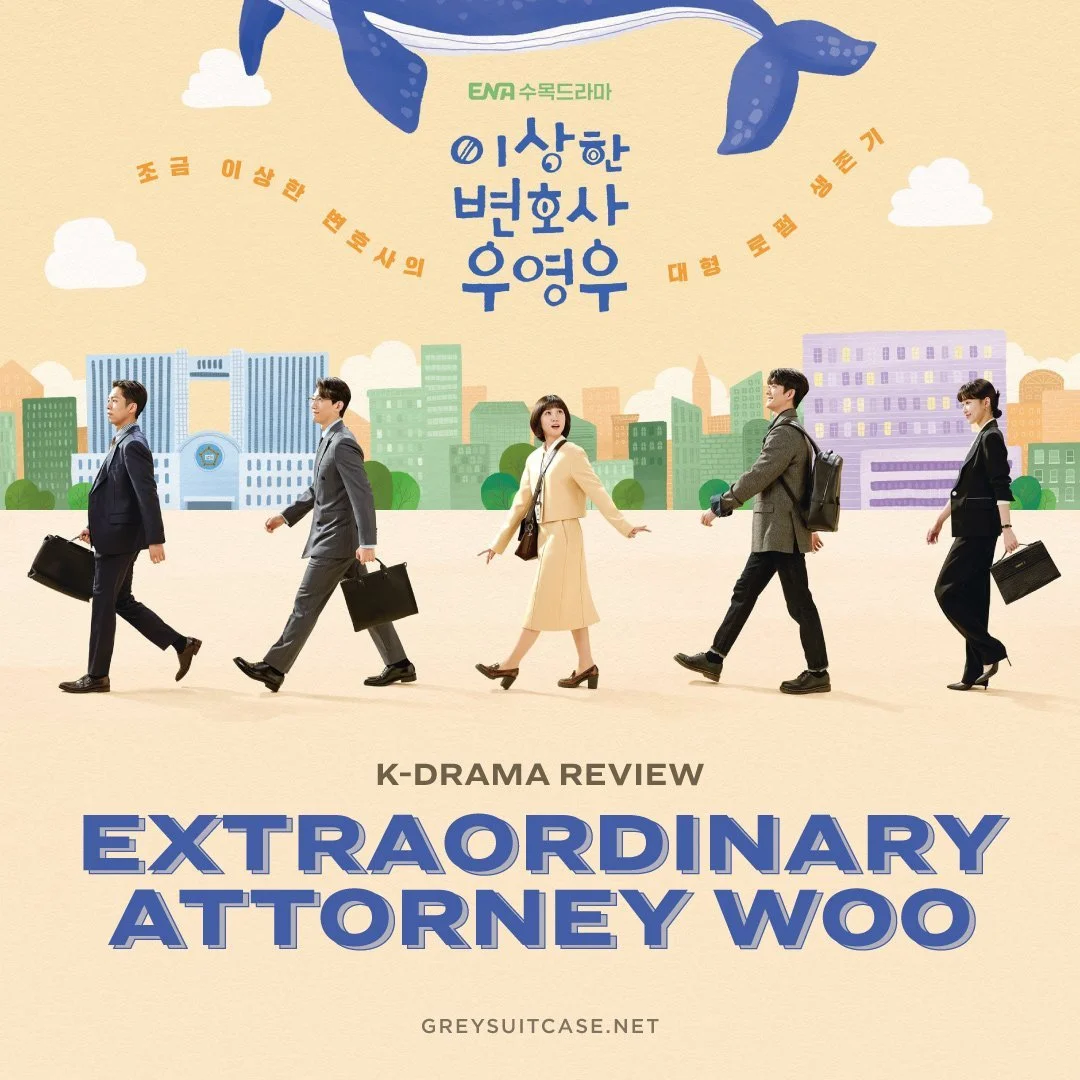 ENA 수목드라마
이상한
변호사
우영우
조금 이상한 변호사의
대형 로펌 생존기
K-DRAMA REVIEW
EXTRAORDINARY
ATTORNEY WOO
GREYSUITCASE.NET